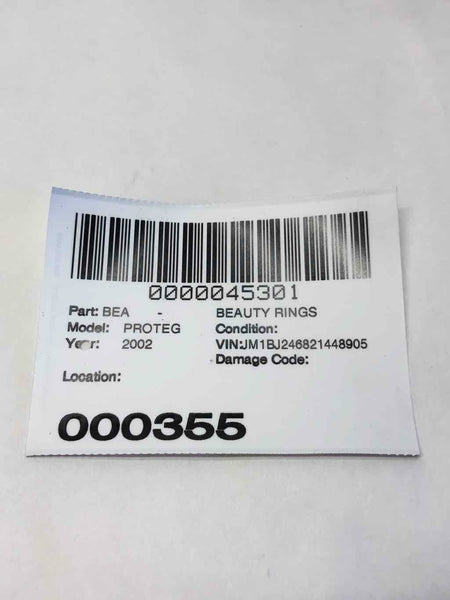 0000045301
Part: BEA - BEAUTY RINGS
Model: PROTEG Condition:
Year: 2002 VIN:JM1BJ246821448905
Damage Code:
Location:
000355